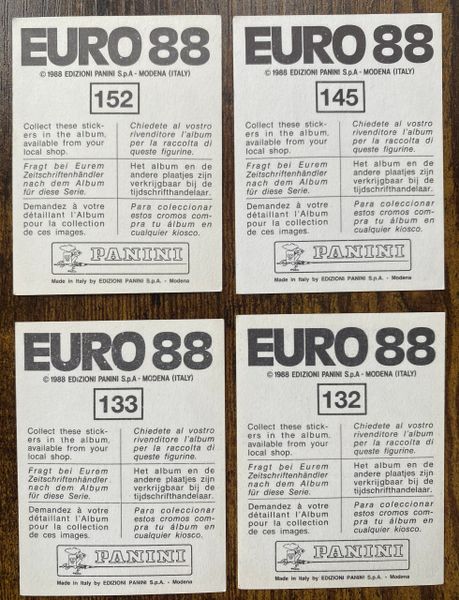 EURO 88
© 1988 EDIZIONI PANINI S.p.A - MODENA (ITALY)
152
Collect these stick-
ers in the album,
available from your
local shop.
Chiedete al vostro
rivenditore l'album
per la raccolta di
queste figurine.
Fragt bei Eurem
Zeitschriftenhändler
nach dem Album
für diese Serie.
Het album en de
andere plaatjes zijn
verkrijgbaar bij de
tijdschrifthandelaar.
Demandez à votre
détaillant l'Album
pour la collection
de ces images.
Para coleccionar
estos cromos com-
pra tu álbum en
cualquier kiosco.
PANINI
Made in Italy by EDIZIONI PANINI S.p.A. - Modena
EURO 88
© 1988 EDIZIONI PANINI S.p.A - MODENA (ITALY)
145
Collect these stick-
ers in the album,
available from your
local shop.
Chiedete al vostro
rivenditore l'album
per la raccolta di
queste figurine.
Fragt bei Eurem
Zeitschriftenhändler
nach dem Album
für diese Serie.
Het album en de
andere plaatjes zijn
verkrijgbaar bij de
tijdschrifthandelaar.
Demandez à votre
détaillant l'Album
pour la collection
de ces images.
Para coleccionar
estos cromos com-
pra tu álbum en
cualquier kiosco.
PANINI
Made in Italy by EDIZIONI PANINI S.p.A. - Modena
EURO 88
© 1988 EDIZIONI PANINI S.p.A - MODENA (ITALY)
133
Collect these stick-
ers in the album,
available from your
local shop.
Chiedete al vostro
rivenditore l'album
per la raccolta di
queste figurine.
Fragt bei Eurem
Zeitschriftenhändler
nach dem Album
für diese Serie.
Het album en de
andere plaatjes zijn
verkrijgbaar bij de
tijdschrifthandelaar.
Demandez à votre
détaillant l'Album
pour la collection
de ces images.
Para coleccionar
estos cromos com-
pra tu álbum en
cualquier kiosco.
PANINI
Made in Italy by EDIZIONI PANINI S.p.A. - Modena
EURO 88
© 1988 EDIZIONI PANINI S.p.A - MODENA (ITALY)
132
Collect these stick-
ers in the album,
available from your
local shop.
Chiedete al vostro
rivenditore l'album
per la raccolta di
queste figurine.
Fragt bei Eurem
Zeitschriftenhändler
nach dem Album
für diese Serie.
Het album en de
andere plaatjes zijn
verkrijgbaar bij de
tijdschrifthandelaar.
Demandez à votre
détaillant l'Album
pour la collection
de ces images.
Para coleccionar
estos cromos com-
pra tu álbum en
cualquier kiosco.
PANINI
Made in Italy by EDIZIONI PANINI S.p.A. - Modena